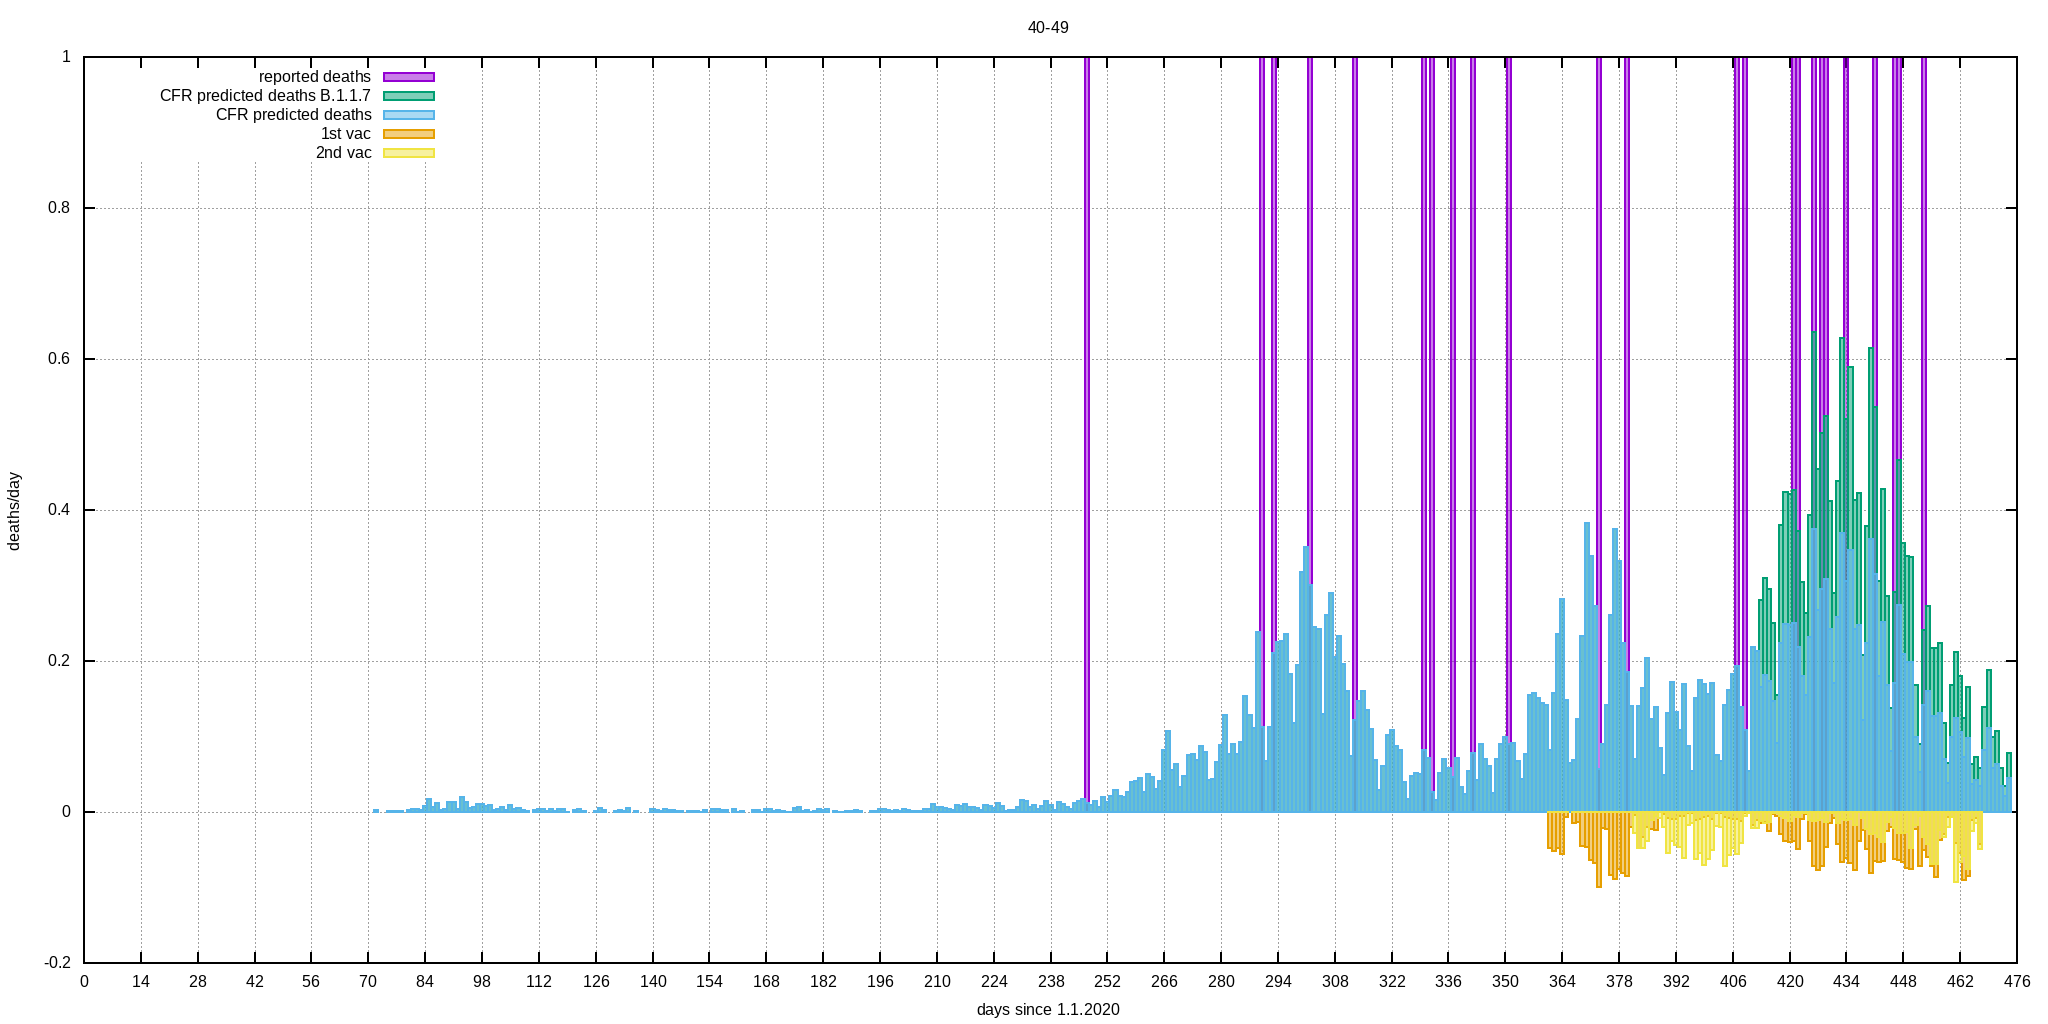 40-49
reported deaths
CFR predicted deaths B.1.1.7
CFR predicted deaths
1st vac
2nd vac
1
0.8
0.6
0.4
0.2
0
-0.2
deaths/day
0 14 28 42 56 70 84 98 112 126 140 154 168 182 196 210 224 238 252 266 280 294 308 322 336 350 364 378 392 406 420 434 448 462 476
days since 1.1.2020